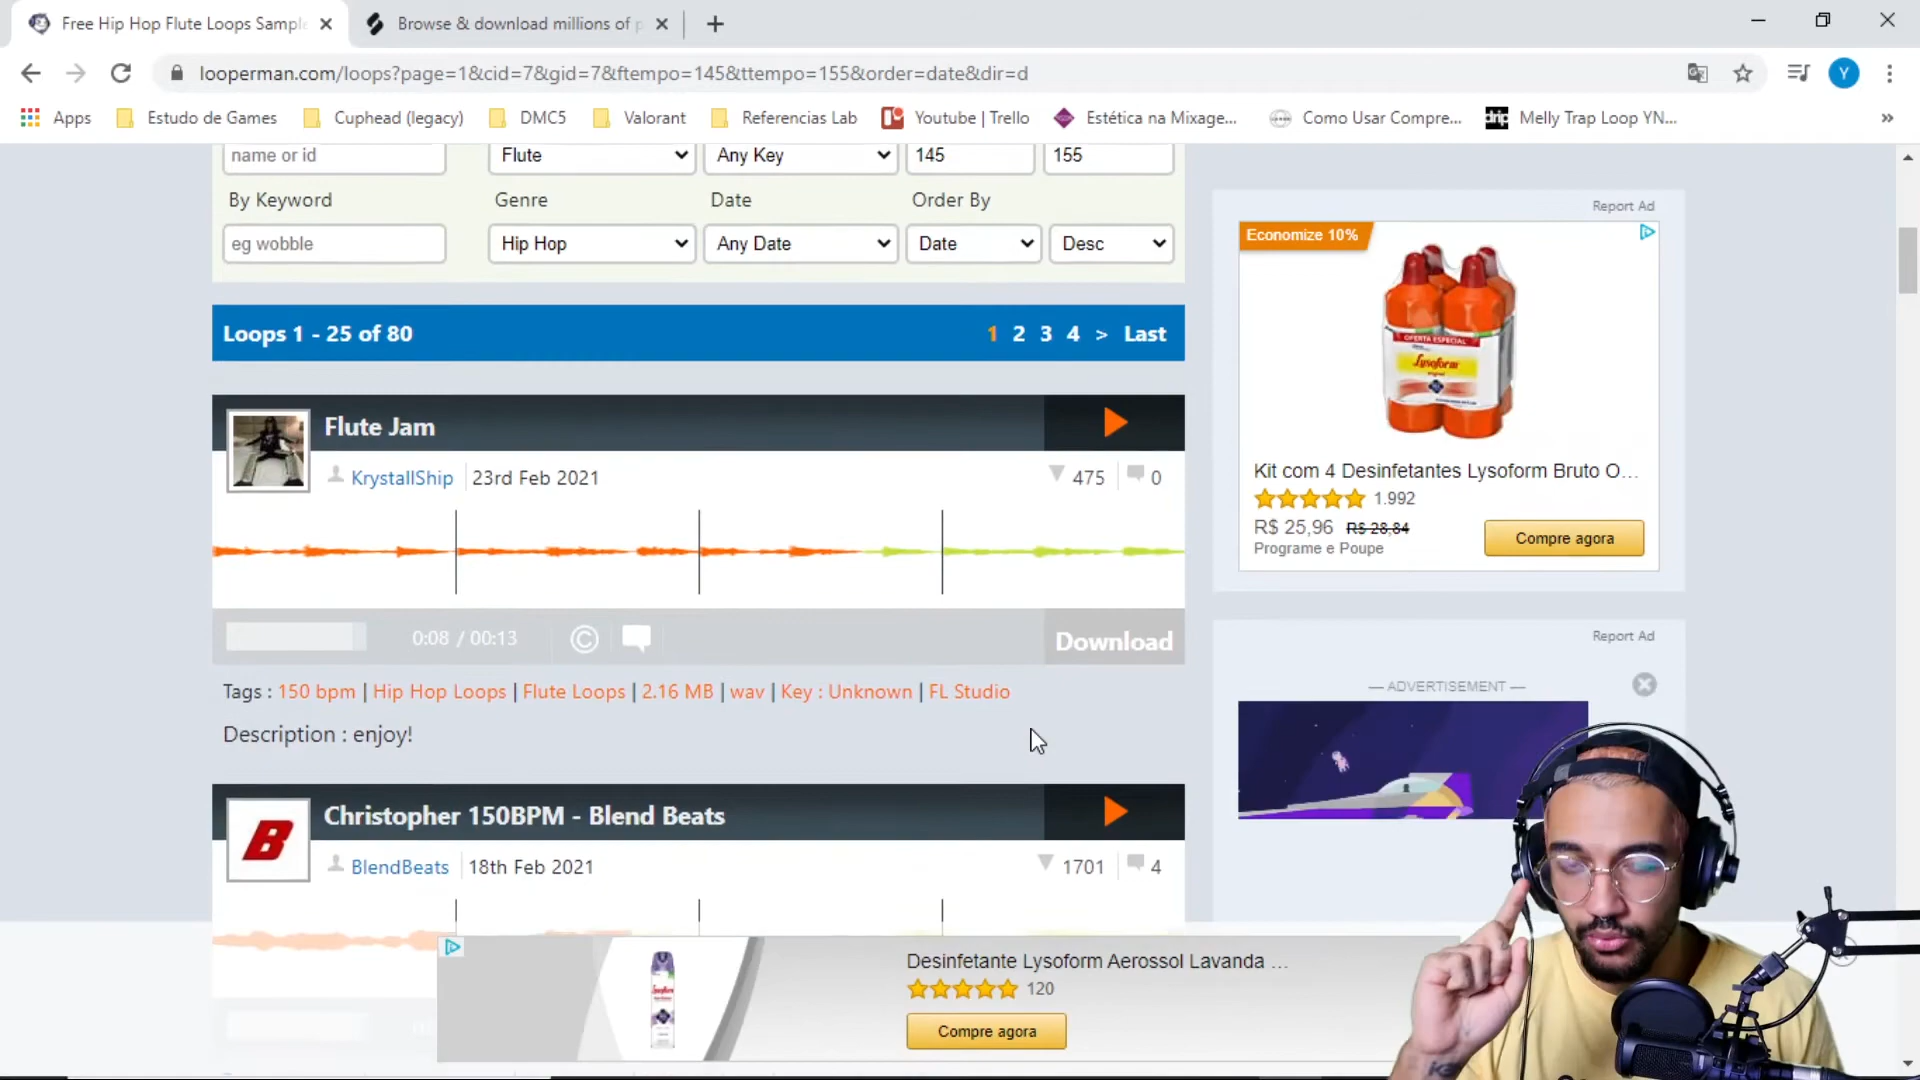 Free Hip Hop Flute Loops Sample
Browse & download millions of p
looperman.com/loops?page=1&cid=7&gid=7&ftempo=145&ttempo=155&order=date&dir=d
Y
Apps
Estudo de Games
Cuphead (legacy)
DMC5
Valorant
Referencias Lab
Youtube | Trello
Estética na Mixage...
Como Usar Compre...
drip
Melly Trap Loop YN...
name or id
Flute
Any Key
145
155
By Keyword
Genre
Date
Order By
eg wobble
Hip Hop
Any Date
Date
Desc
Loops 1 - 25 of 80
1 2 3 4 > Last
Flute Jam
KrystallShip
23rd Feb 2021
475
0
0:08 / 00:13
©
Download
Tags : 150 bpm | Hip Hop Loops | Flute Loops | 2.16 MB | wav | Key : Unknown | FL Studio
Description : enjoy!
B
Christopher 150BPM - Blend Beats
BlendBeats
18th Feb 2021
1701
4
Report Ad
Economize 10%
OFERTA ESPECIAL
Lysoform
Kit com 4 Desinfetantes Lysoform Bruto O...
1.992
R$ 25,96 R$ 28,84
Programe e Poupe
Compre agora
Report Ad
— ADVERTISEMENT —
Lysoform
Desinfetante Lysoform Aerossol Lavanda ...
120
Compre agora